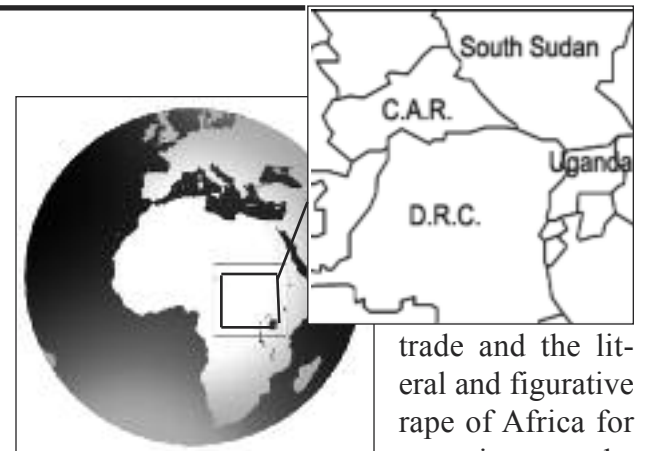 South Sudan
C.A.R.
Uganda
D.R.C.
trade and the lit-
eral and figurative
rape of Africa for